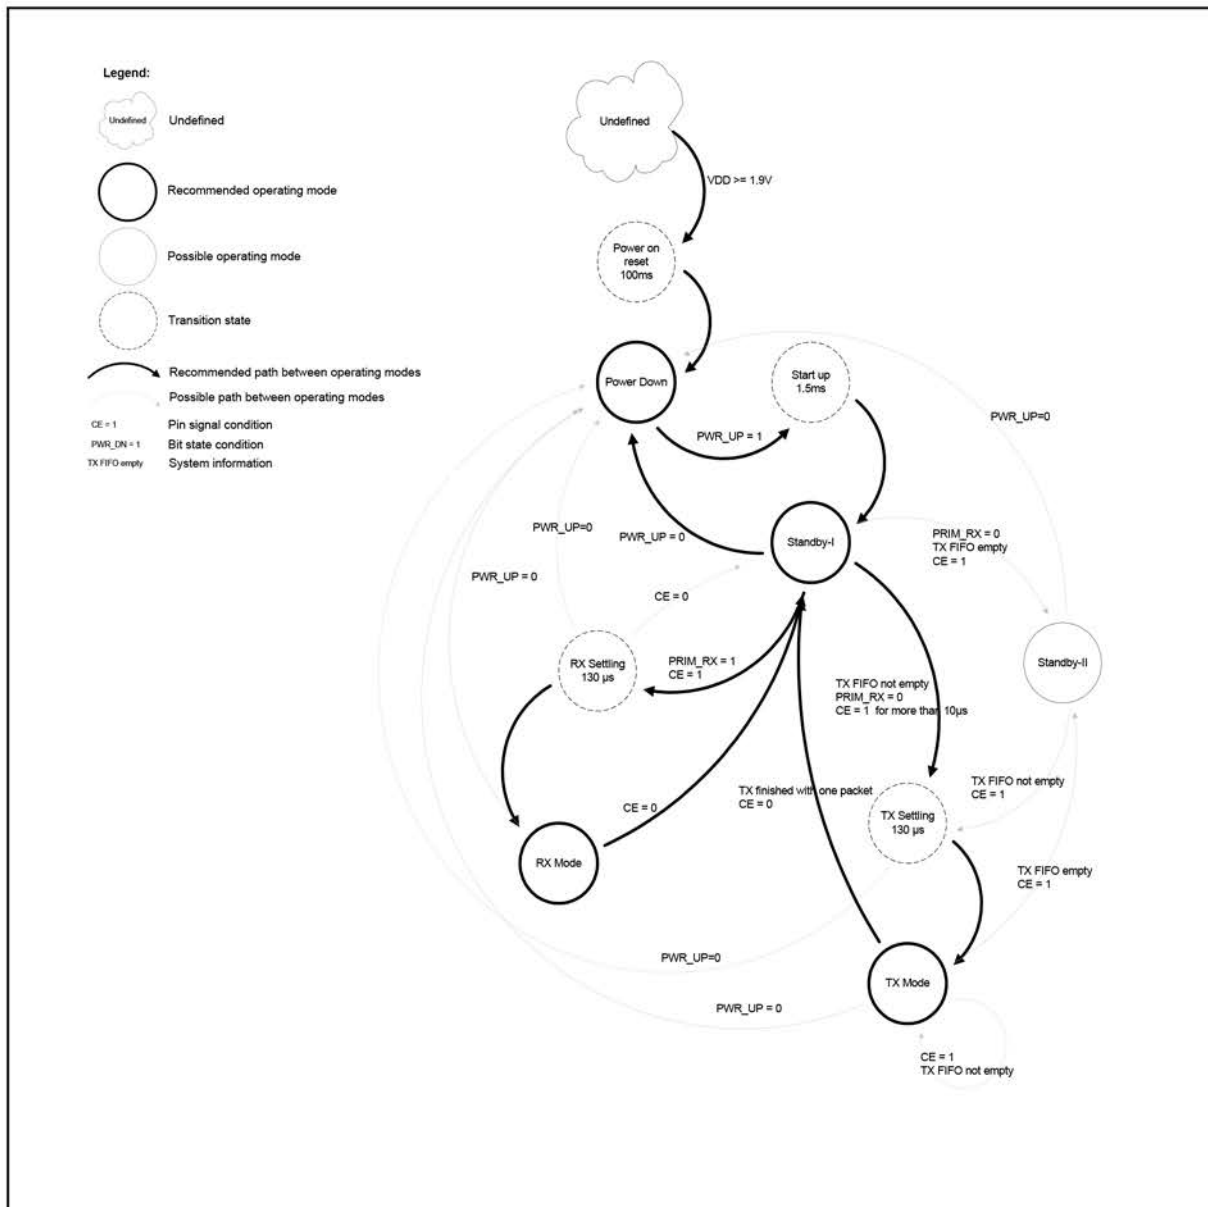 Legend:
Undefined
Undefined
Recommended operating mode
Possible operating mode
Transition state
Recommended path between operating modes
Possible path between operating modes
CE = 1
Pin signal condition
PWR_DN = 1
Bit state condition
TX FIFO empty
System information
Undefined
VDD >= 1.9V
Power on
reset
100ms
Power Down
Start up
1.5ms
PWR_UP = 1
PWR_UP=0
PWR_UP=0
PWR_UP = 0
Standby-I
PRIM_RX = 0
TX FIFO empty
CE = 1
PWR_UP = 0
CE = 0
RX Settling
130 µs
PRIM_RX = 1
CE = 1
Standby-II
TX FIFO not empty
PRIM_RX = 0
CE = 1 for more than 10µs
TX FIFO not empty
CE = 1
CE = 0
TX finished with one packet
CE = 0
TX Settling
130 µs
RX Mode
TX FIFO empty
CE = 1
PWR_UP=0
TX Mode
PWR_UP = 0
CE = 1
TX FIFO not empty